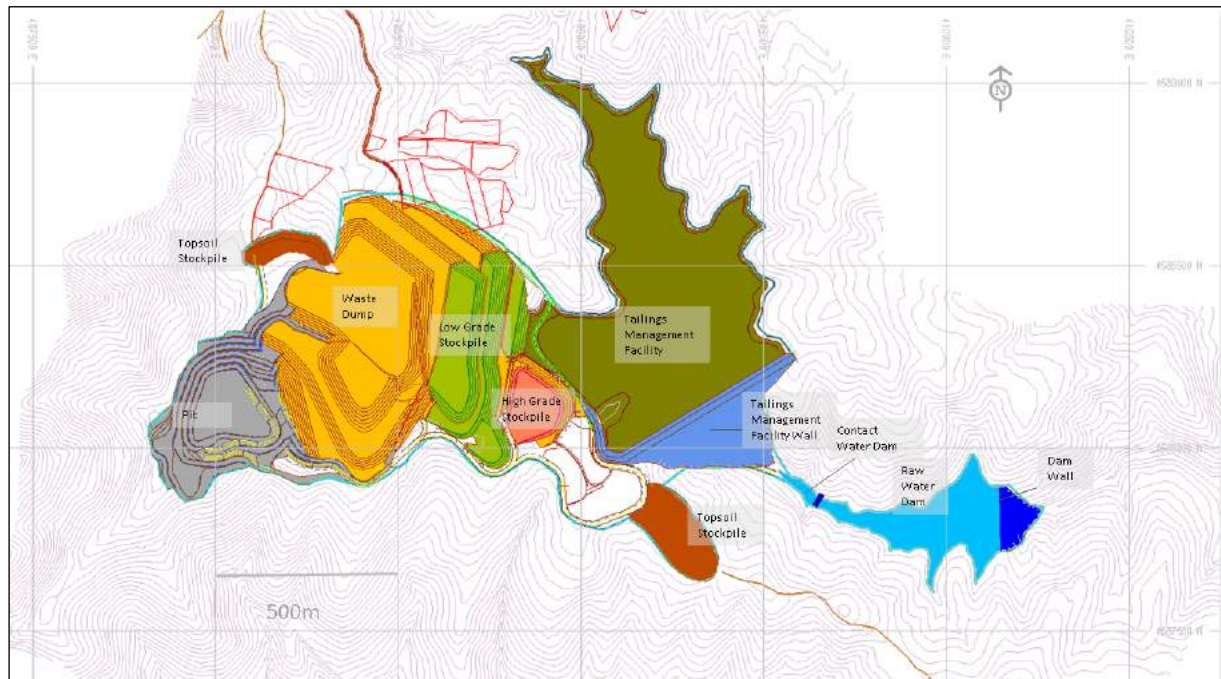 N
Topsoil
Stockpile
Waste
Dump
Low Grade
Stockpile
Tailings
Management
Facility
Pit
High Grade
Stockpile
Tailings
Management
Facility Wall
Contact
Water Dam
Raw
Water
Dam
Dam
Wall
Topsoil
Stockpile
500m